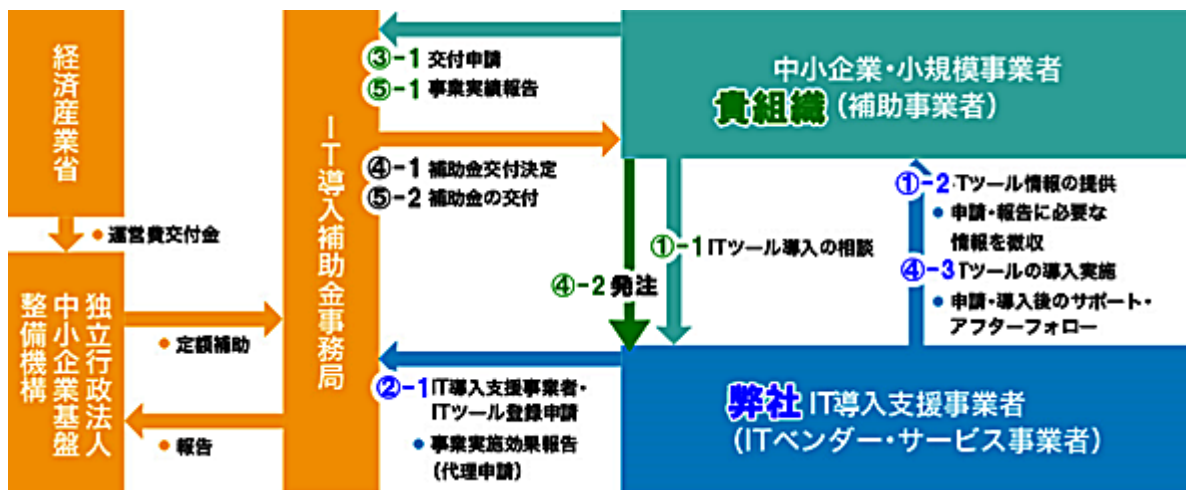 経済産業省
運営費交付金
独立行政法人
中小企業基盤
整備機構
定額補助
報告
IT導入補助金事務局
③-1 交付申請
⑤-1 事業実績報告
④-1 補助金交付決定
⑤-2 補助金の交付
②-1 IT導入支援事業者・
ITツール登録申請
事業実施効果報告
(代理申請)
中小企業・小規模事業者
貴組織(補助事業者)
①-1 ITツール導入の相談
④-2 発注
①-2 ITツール情報の提供
申請・報告に必要な
情報を徴収
④-3 ITツールの導入実施
申請・導入後のサポート・
アフターフォロー
弊社 IT導入支援事業者
(ITベンダー・サービス事業者)